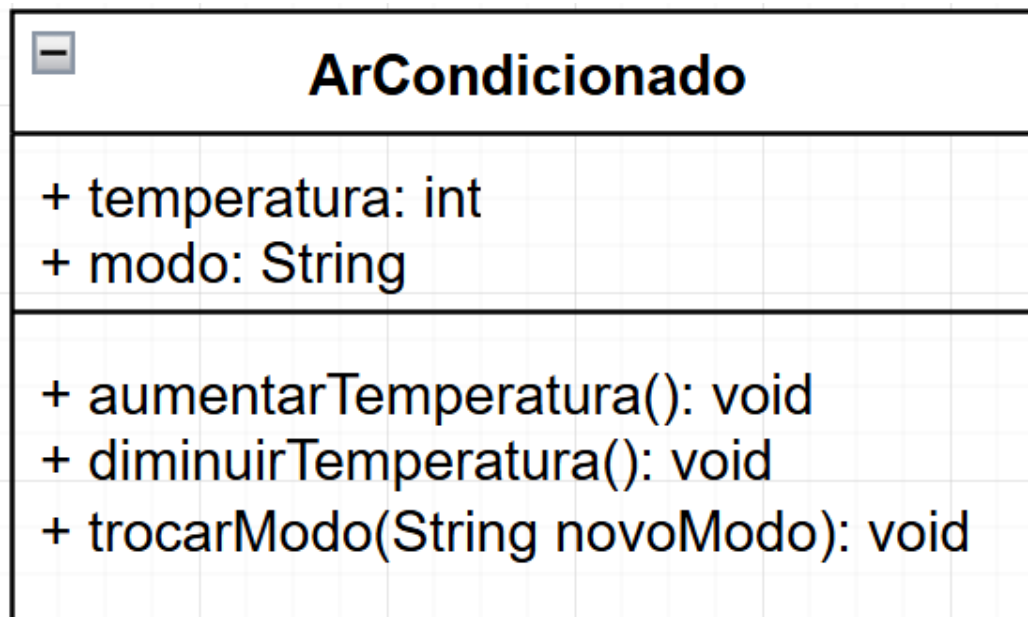 ArCondicionado
+ temperatura: int
+ modo: String
+ aumentarTemperatura(): void
+ diminuirTemperatura(): void
+ trocarModo(String novoModo): void